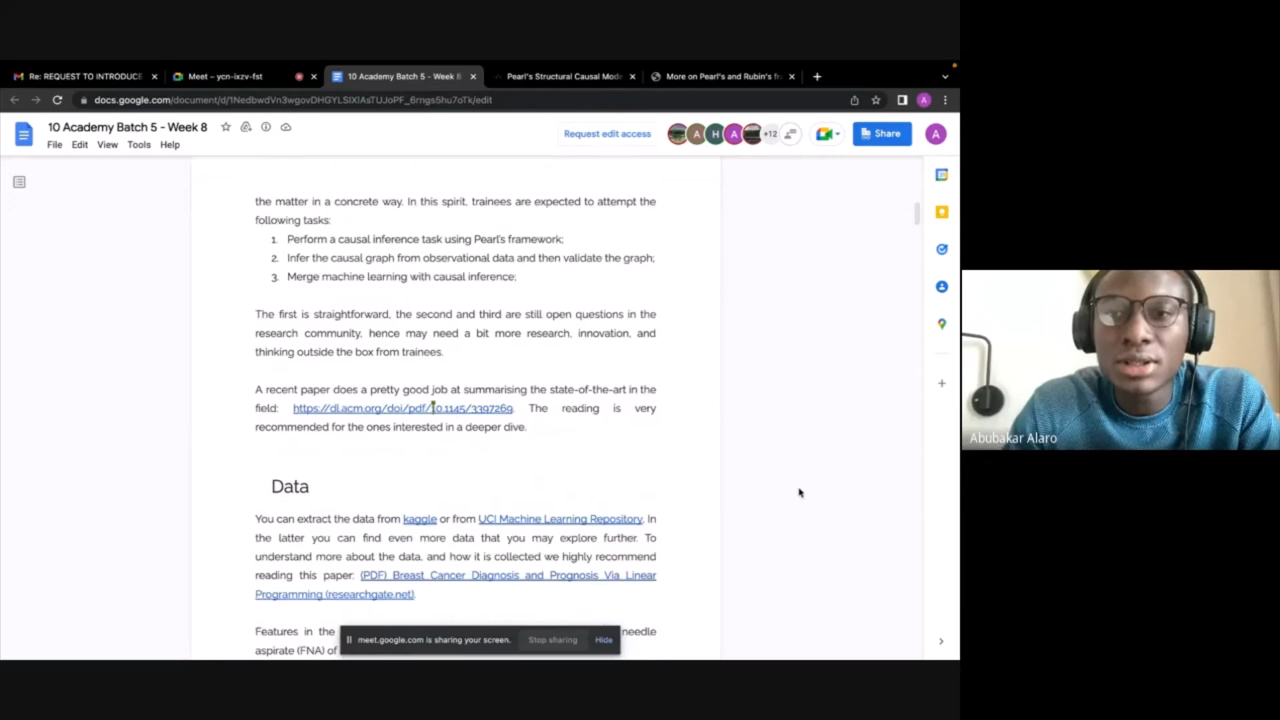 Re: REQUEST TO INTRODUCE
Meet – ycn-ixzv-fst
10 Academy Batch 5 - Week 8
Pearl's Structural Causal Mode
More on Pearl's and Rubin's fr
docs.google.com/document/d/1NedbwdVn3wgovDHGYLSIXIAsTUJoPF_6rngs5hu7oTk/edit
10 Academy Batch 5 - Week 8
File Edit View Tools Help
Request edit access
+12
Share
the matter in a concrete way. In this spirit, trainees are expected to attempt the
following tasks:
1. Perform a causal inference task using Pearl's framework;
2. Infer the causal graph from observational data and then validate the graph;
3. Merge machine learning with causal inference;
The first is straightforward, the second and third are still open questions in the
research community, hence may need a bit more research, innovation, and
thinking outside the box from trainees.
A recent paper does a pretty good job at summarising the state-of-the-art in the
field: https://dl.acm.org/doi/pdf/10.1145/3397269. The reading is very
recommended for the ones interested in a deeper dive.
Data
You can extract the data from kaggle or from UCI Machine Learning Repository. In
the latter you can find even more data that you may explore further. To
understand more about the data, and how it is collected we highly recommend
reading this paper: (PDF) Breast Cancer Diagnosis and Prognosis Via Linear
Programming (researchgate.net).
Features in the needle
aspirate (FNA) of
meet.google.com is sharing your screen. Stop sharing Hide
Abubakar Alaro